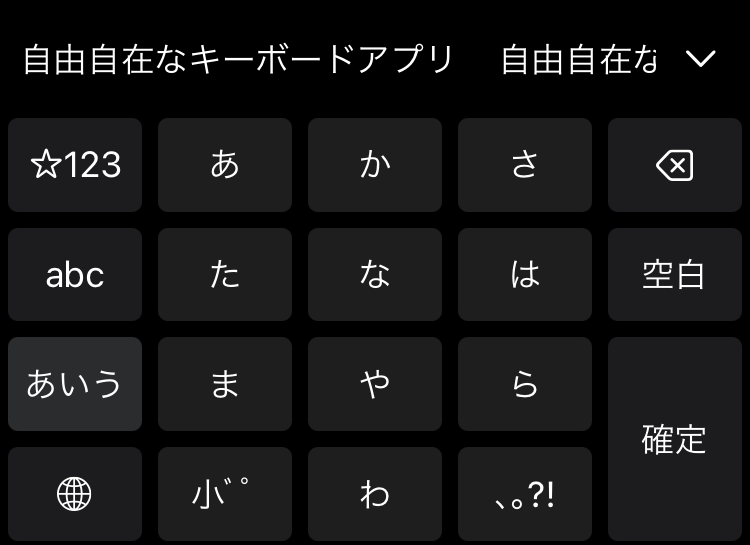 自由自在なキーボードアプリ 自由自在な
☆123 あ か さ
abc た な は 空白
あいう ま や ら
確定
小゛゜ わ 、。?!